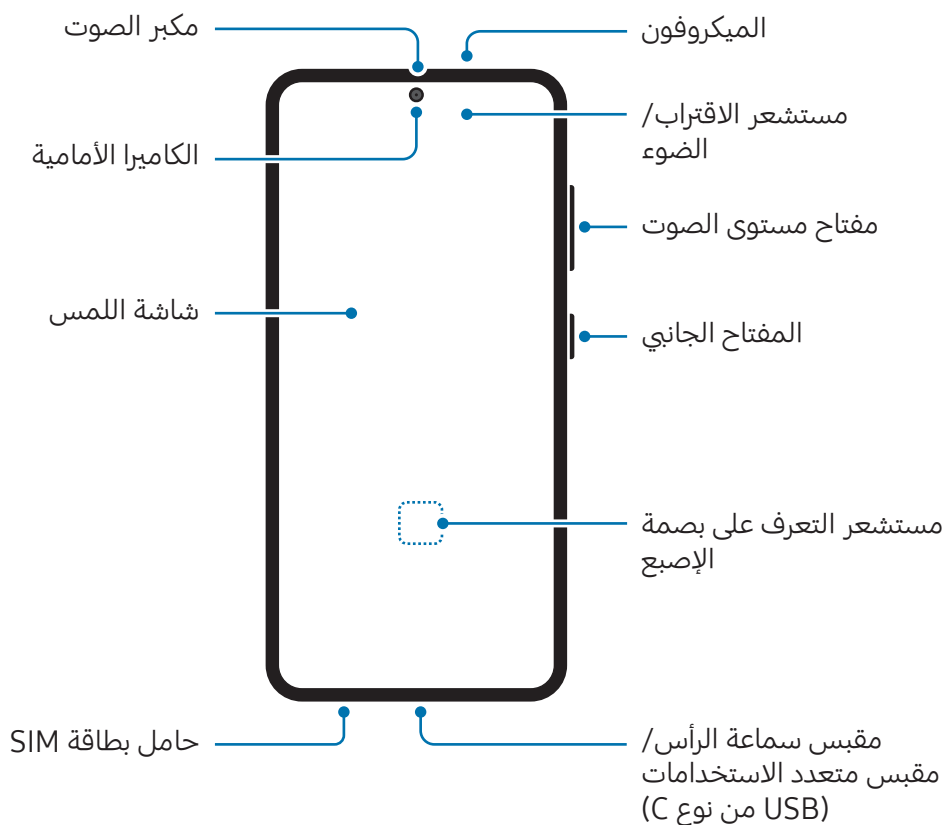 الميكروفون
مكبر الصوت
مستشعر الاقتراب/
الضوء
الكاميرا الأمامية
مفتاح مستوى الصوت
شاشة اللمس
المفتاح الجانبي
مستشعر التعرف على بصمة
الإصبع
مقبس سماعة الرأس/
مقبس متعدد الاستخدامات
(USB من نوع C)
حامل بطاقة SIM